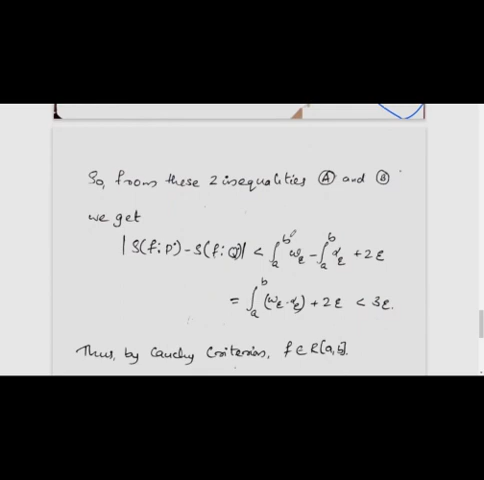 So, from these 2 inequalities Ⓐ and Ⓑ
we get
|S(f;Ṗ) - S(f;Q̇)| < ∫_a^b ω_ε - ∫_a^b α_ε + 2ε
= ∫_a^b (ω_ε - α_ε) + 2ε < 3ε.
Thus, by Cauchy Criterion, f ∈ R[a,b].